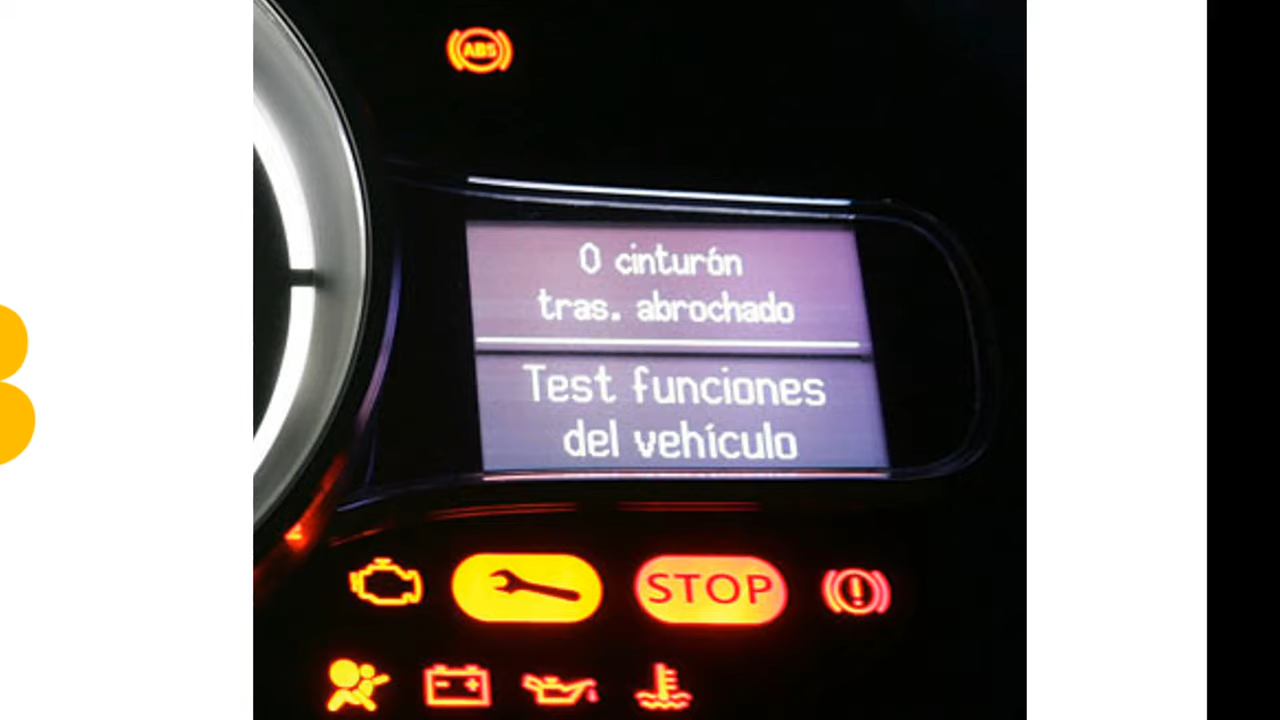 ABS
0 cinturón
tras. abrochado
Test funciones
del vehículo
STOP